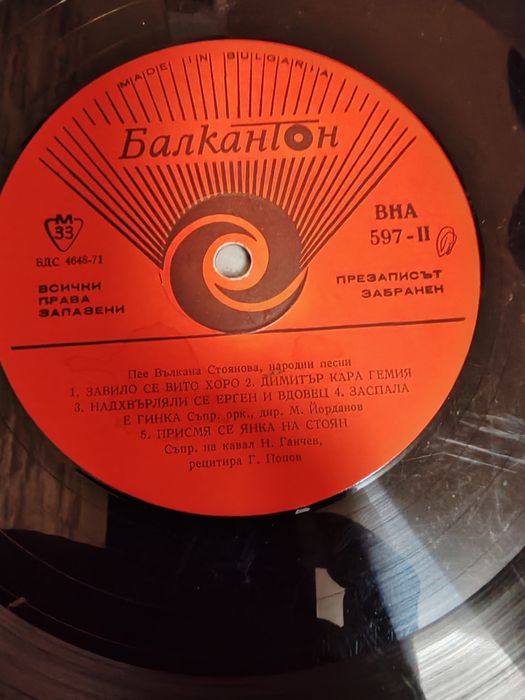 MADE IN BULGARIA
Балкантон
М
33
БДС 4648-71
ВНА
597-II
ВСИЧКИ
ПРАВА
ЗАПАЗЕНИ
ПРЕЗАПИСЪТ
ЗАБРАНЕН
Пее Вълкана Стоянова, народни песни
1. ЗАВИЛО СЕ ВИТО ХОРО 2. ДИМИТЪР КАРА ГЕМИЯ
3. НАДХВЪРЛЯЛИ СЕ ЕРГЕН И ВДОВЕЦ 4. ЗАСПАЛА
Е ГИНКА Съпр. орк., дир. М. Йорданов
5. ПРИСМЯ СЕ ЯНКА НА СТОЯН
Съпр. на кавал Н. Ганчев,
рецитира Г. Попов